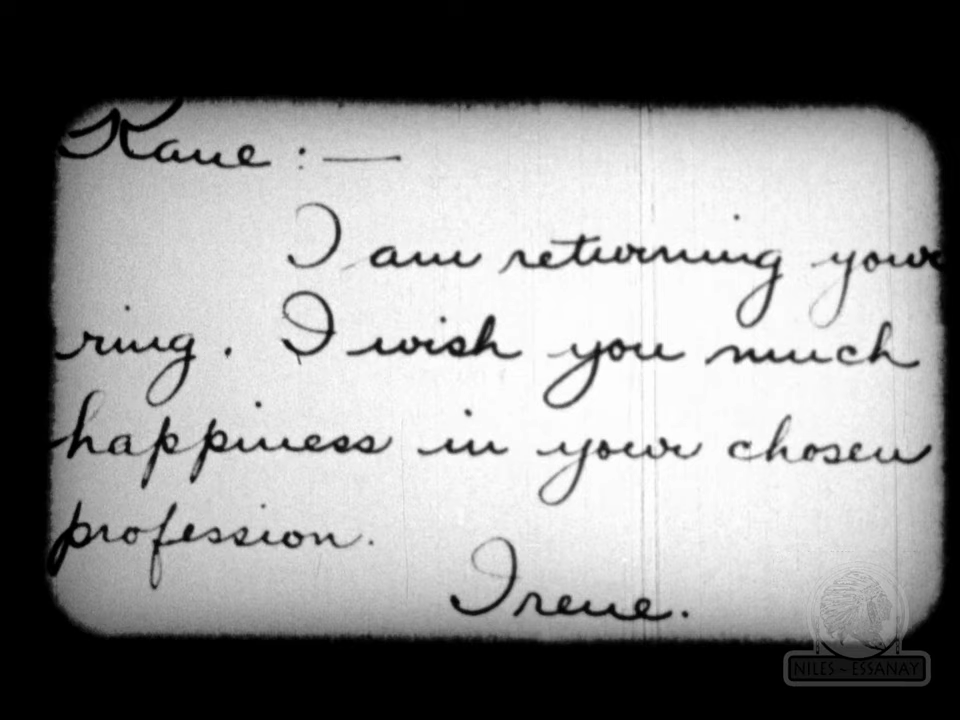 Kane :—
I am returning your
ring. I wish you much
happiness in your chosen
profession.
Irene.
NILES ~ ESSANAY